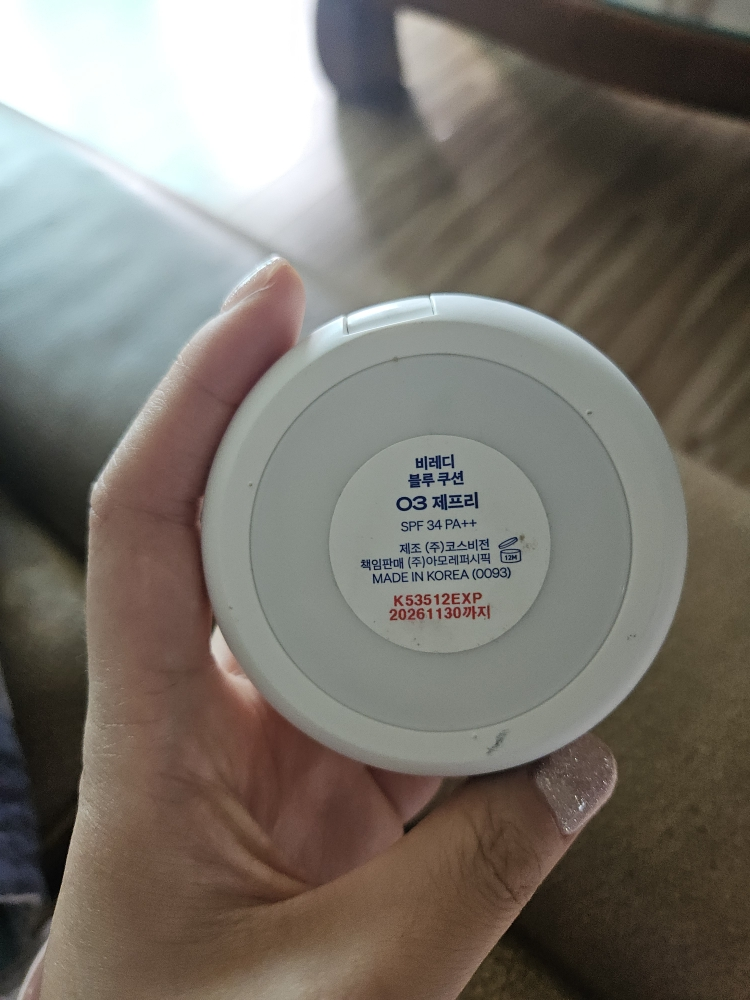 비레디
블루 쿠션
03 제프리
SPF 34 PA++
제조 (주)코스비전
책임판매 (주)아모레퍼시픽
12M
MADE IN KOREA (0093)
K53512EXP
20261130까지